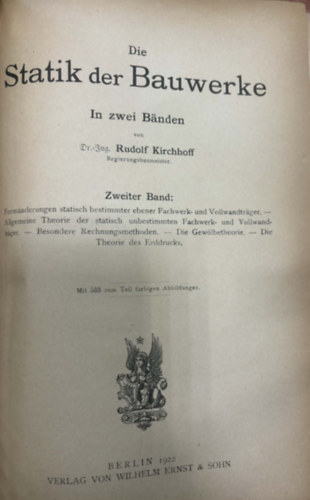 Die
Statik der Bauwerke
In zwei Bänden
von
Dr.-Ing. Rudolf Kirchhoff
Regierungsbaumeister.
Zweiter Band:
Formänderungen statisch bestimmter ebener Fachwerk- und Vollwandträger. —
Allgemeine Theorie der statisch unbestimmten Fachwerk- und Vollwand-
träger. — Besondere Rechnungsmethoden. — Die Gewölbetheorie. — Die
Theorie des Erddrucks.
Mit 588 zum Teil farbigen Abbildungen.
BERLIN 1922
VERLAG VON WILHELM ERNST & SOHN